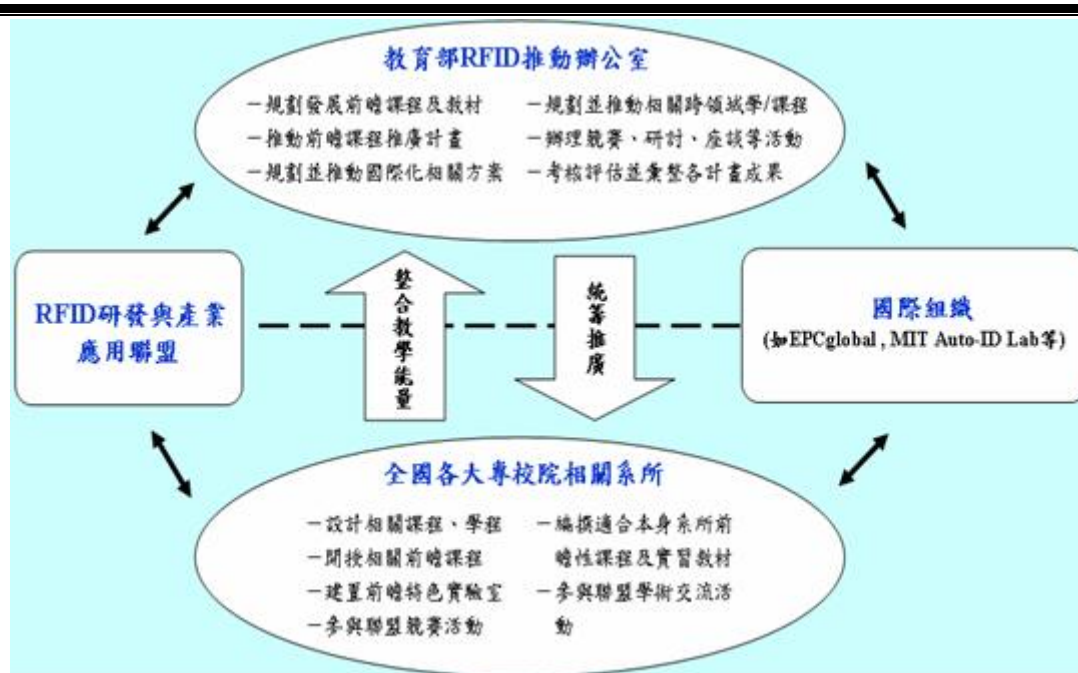 教育部RFID推動辦公室
－規劃發展前瞻課程及教材
－推動前瞻課程推廣計畫
－規劃並推動國際化相關方案
－規劃並推動相關跨領域學/課程
－辦理競賽、研討、座談等活動
－考核評估並彙整各計畫成果
RFID研發與產業
應用聯盟
整合教學能量
統籌推廣
國際組織
(如EPCglobal , MIT Auto-ID Lab等)
全國各大專校院相關系所
－設計相關課程、學程
－開授相關前瞻課程
－建置前瞻特色實驗室
－參與聯盟競賽活動
－編撰適合本身系所前
瞻性課程及實習教材
－參與聯盟學術交流活
動